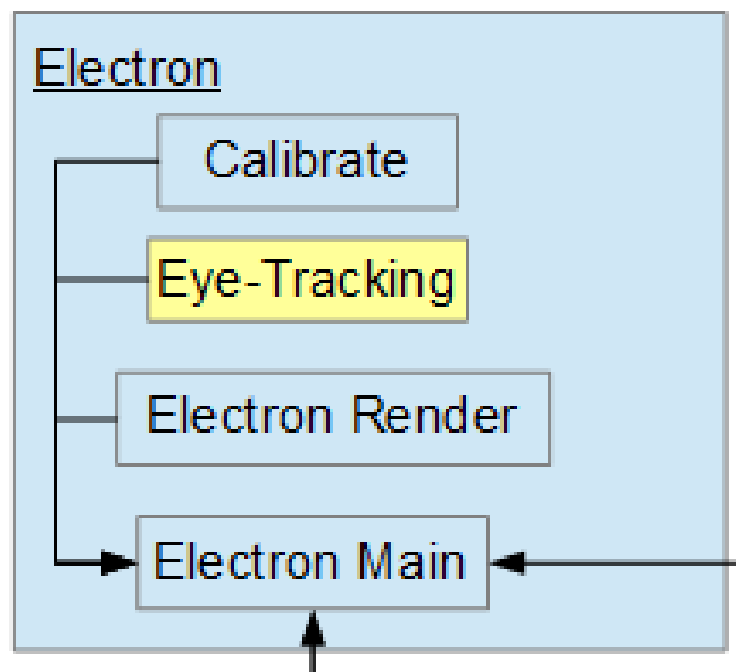 Electron
Calibrate
Eye-Tracking
Electron Render
Electron Main